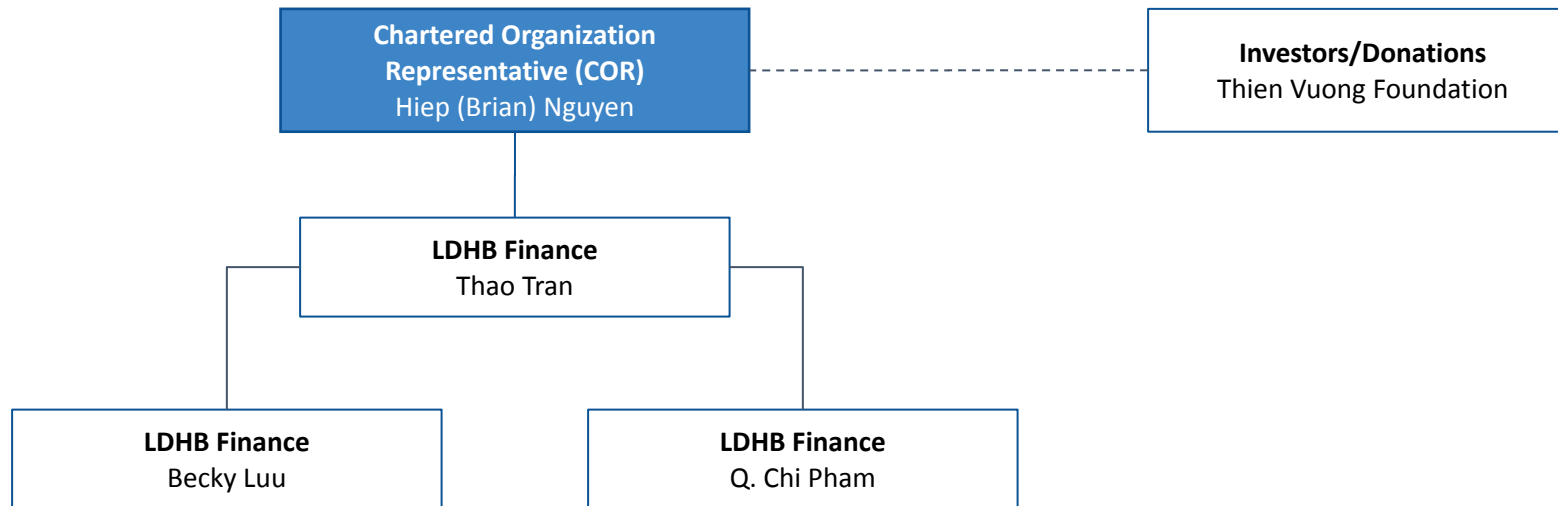 Chartered Organization
Representative (COR)
Hiep (Brian) Nguyen
Investors/Donations
Thien Vuong Foundation
LDHB Finance
Thao Tran
LDHB Finance
Becky Luu
LDHB Finance
Q. Chi Pham